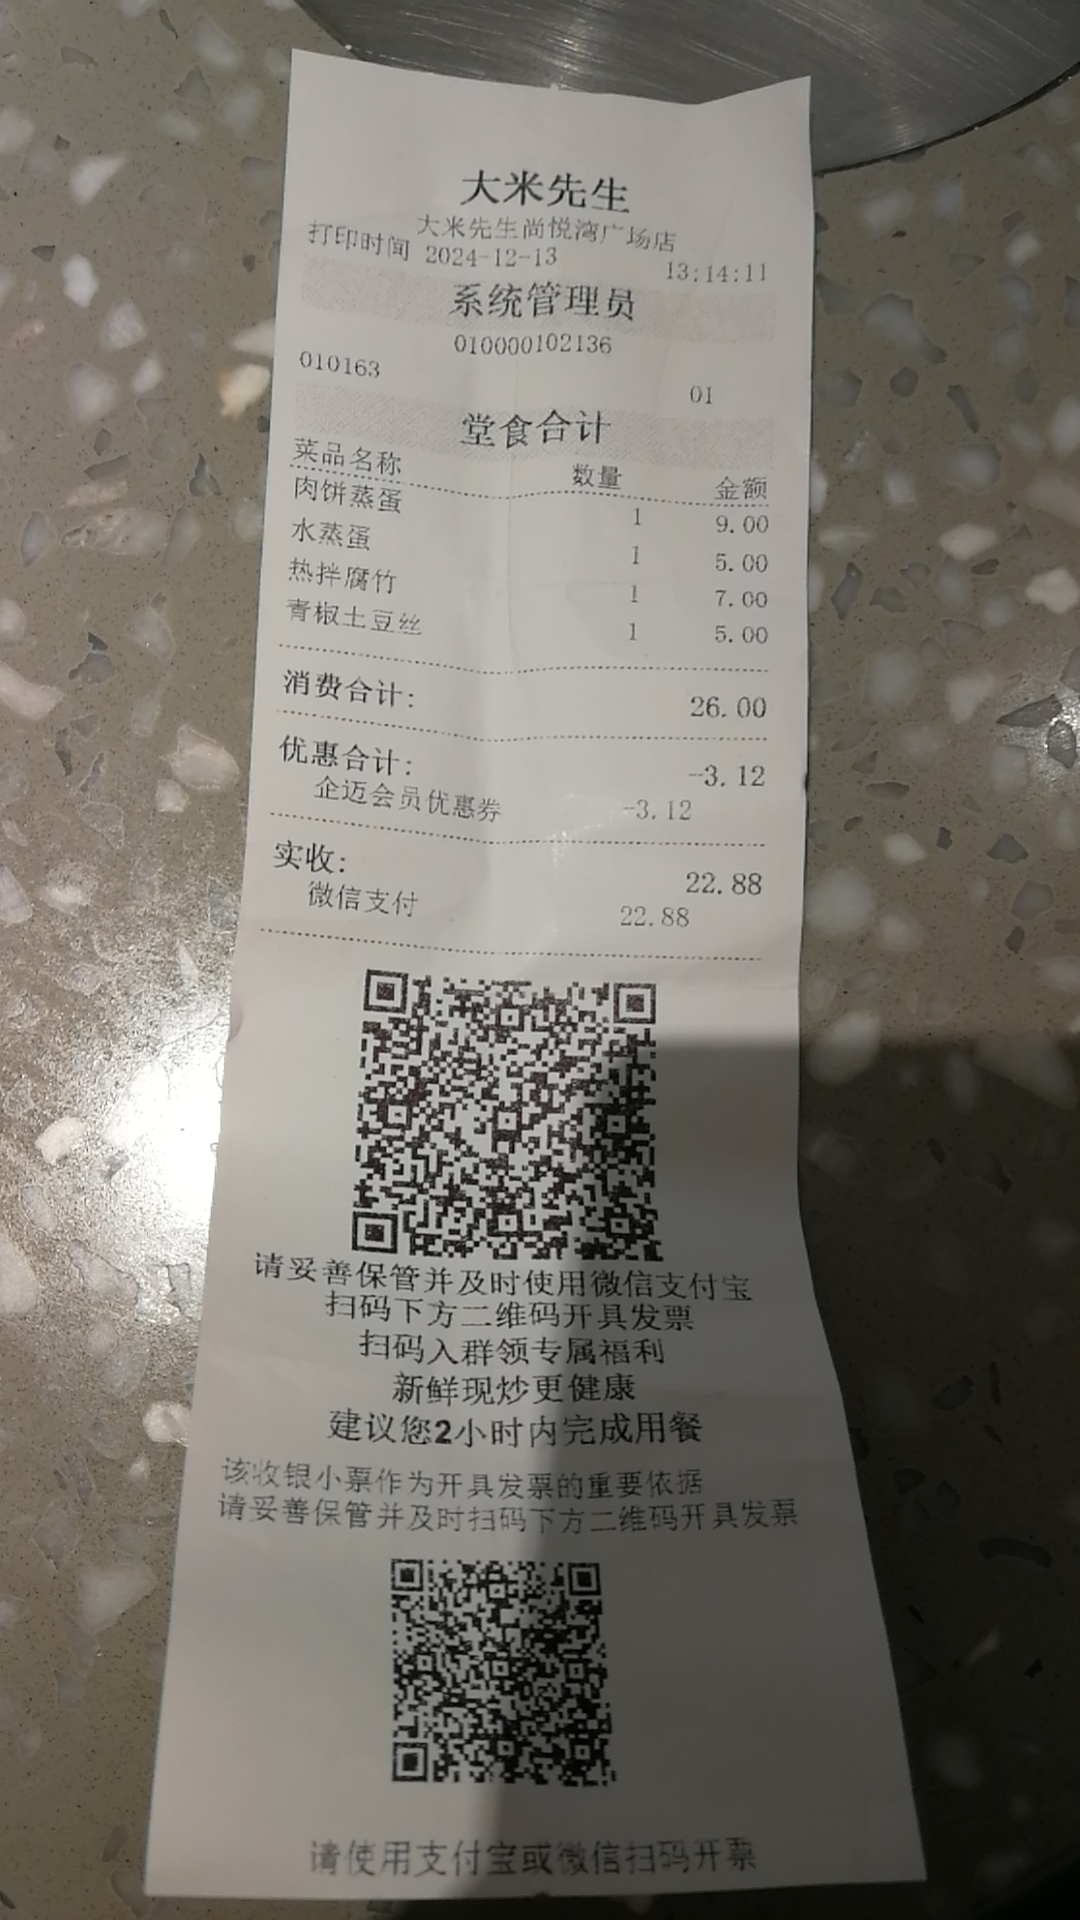 大米先生
大米先生尚悦湾广场店
打印时间 2024-12-13 13:14:11
系统管理员
010000102136
010163 01
堂食合计
菜品名称 数量 金额
肉饼蒸蛋 1 9.00
水蒸蛋 1 5.00
热拌腐竹 1 7.00
青椒土豆丝 1 5.00
消费合计: 26.00
优惠合计: -3.12
企迈会员优惠券 -3.12
实收: 22.88
微信支付 22.88
请妥善保管并及时使用微信支付宝
扫码下方二维码开具发票
扫码入群领专属福利
新鲜现炒更健康
建议您2小时内完成用餐
该收银小票作为开具发票的重要依据
请妥善保管并及时扫码下方二维码开具发票
请使用支付宝或微信扫码开票